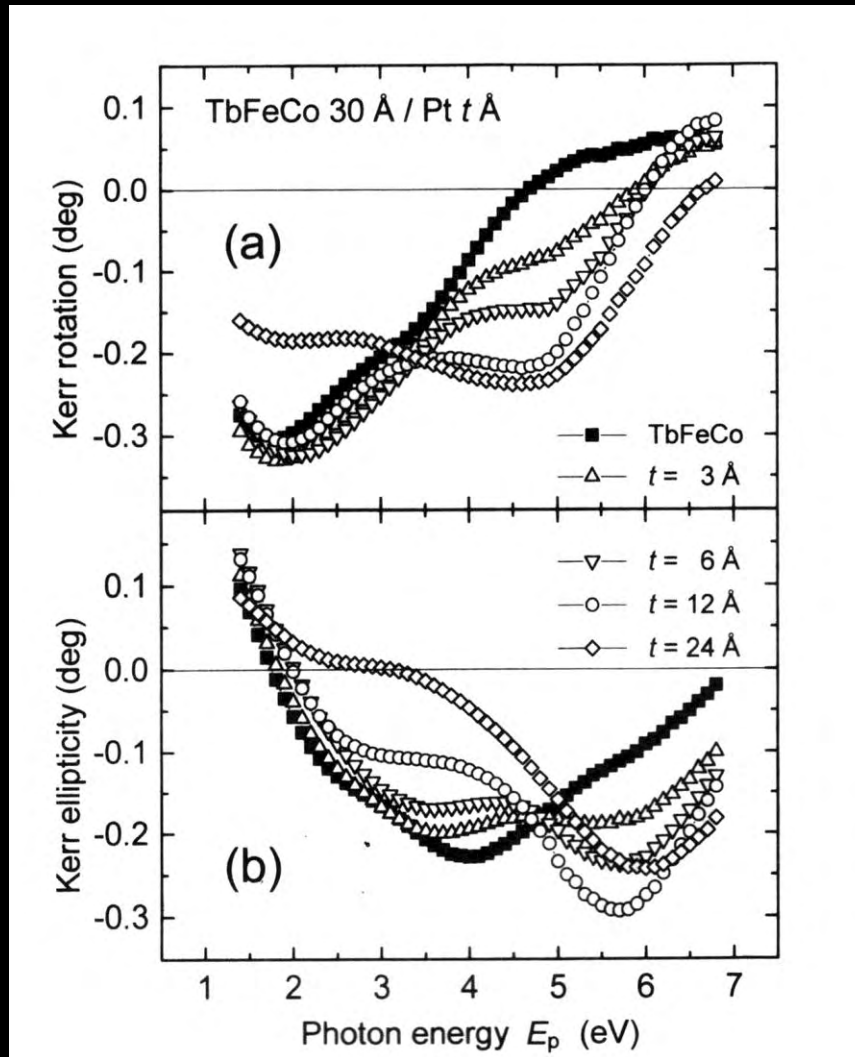 TbFeCo 30 Å / Pt t Å
0.1
0.0
-0.1
-0.2
-0.3
Kerr rotation (deg)
(a)
TbFeCo
t = 3 Å
0.1
0.0
-0.1
-0.2
-0.3
Kerr ellipticity (deg)
(b)
t = 6 Å
t = 12 Å
t = 24 Å
1 2 3 4 5 6 7
Photon energy Ep (eV)